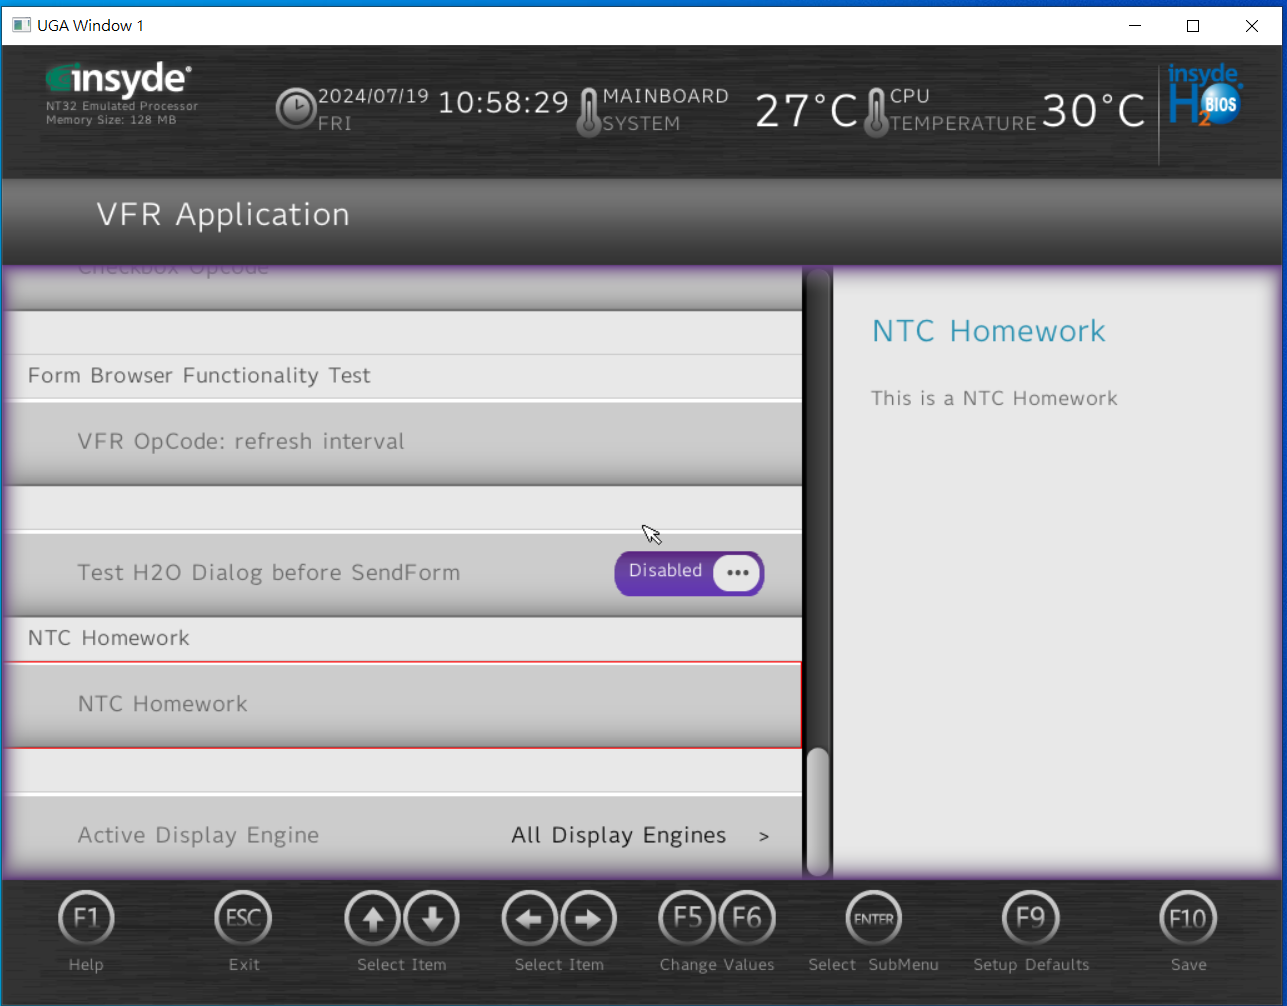 UGA Window 1
insyde®
NT32 Emulated Processor
Memory Size: 128 MB
2024/07/19
FRI
10:58:29
MAINBOARD
SYSTEM
27°C
CPU
TEMPERATURE
30°C
insyde
H2O BIOS
VFR Application
Checkbox Opcode
Form Browser Functionality Test
VFR OpCode: refresh interval
Test H2O Dialog before SendForm
Disabled
NTC Homework
NTC Homework
Active Display Engine
All Display Engines >
NTC Homework
This is a NTC Homework
F1
Help
ESC
Exit
Select Item
Select Item
F5 F6
Change Values
ENTER
Select SubMenu
F9
Setup Defaults
F10
Save